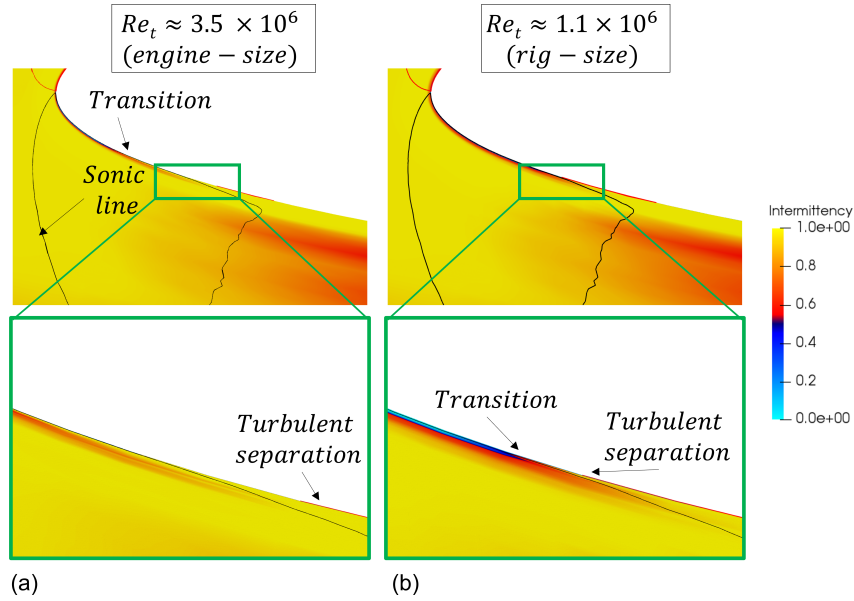 Re_t ≈ 3.5 × 10^6
(engine − size)
Re_t ≈ 1.1 × 10^6
(rig − size)
Transition
Sonic
line
Intermittency
1.0e+00
0.8
0.6
0.4
0.2
0.0e+00
Turbulent
separation
Transition
Turbulent
separation
(a)
(b)